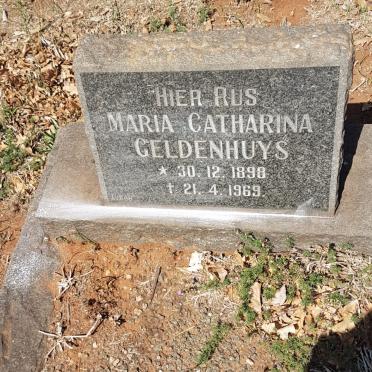 HIER RUS
MARIA CATHARINA
GELDENHUYS
* 30. 12. 1898
† 21. 4. 1969